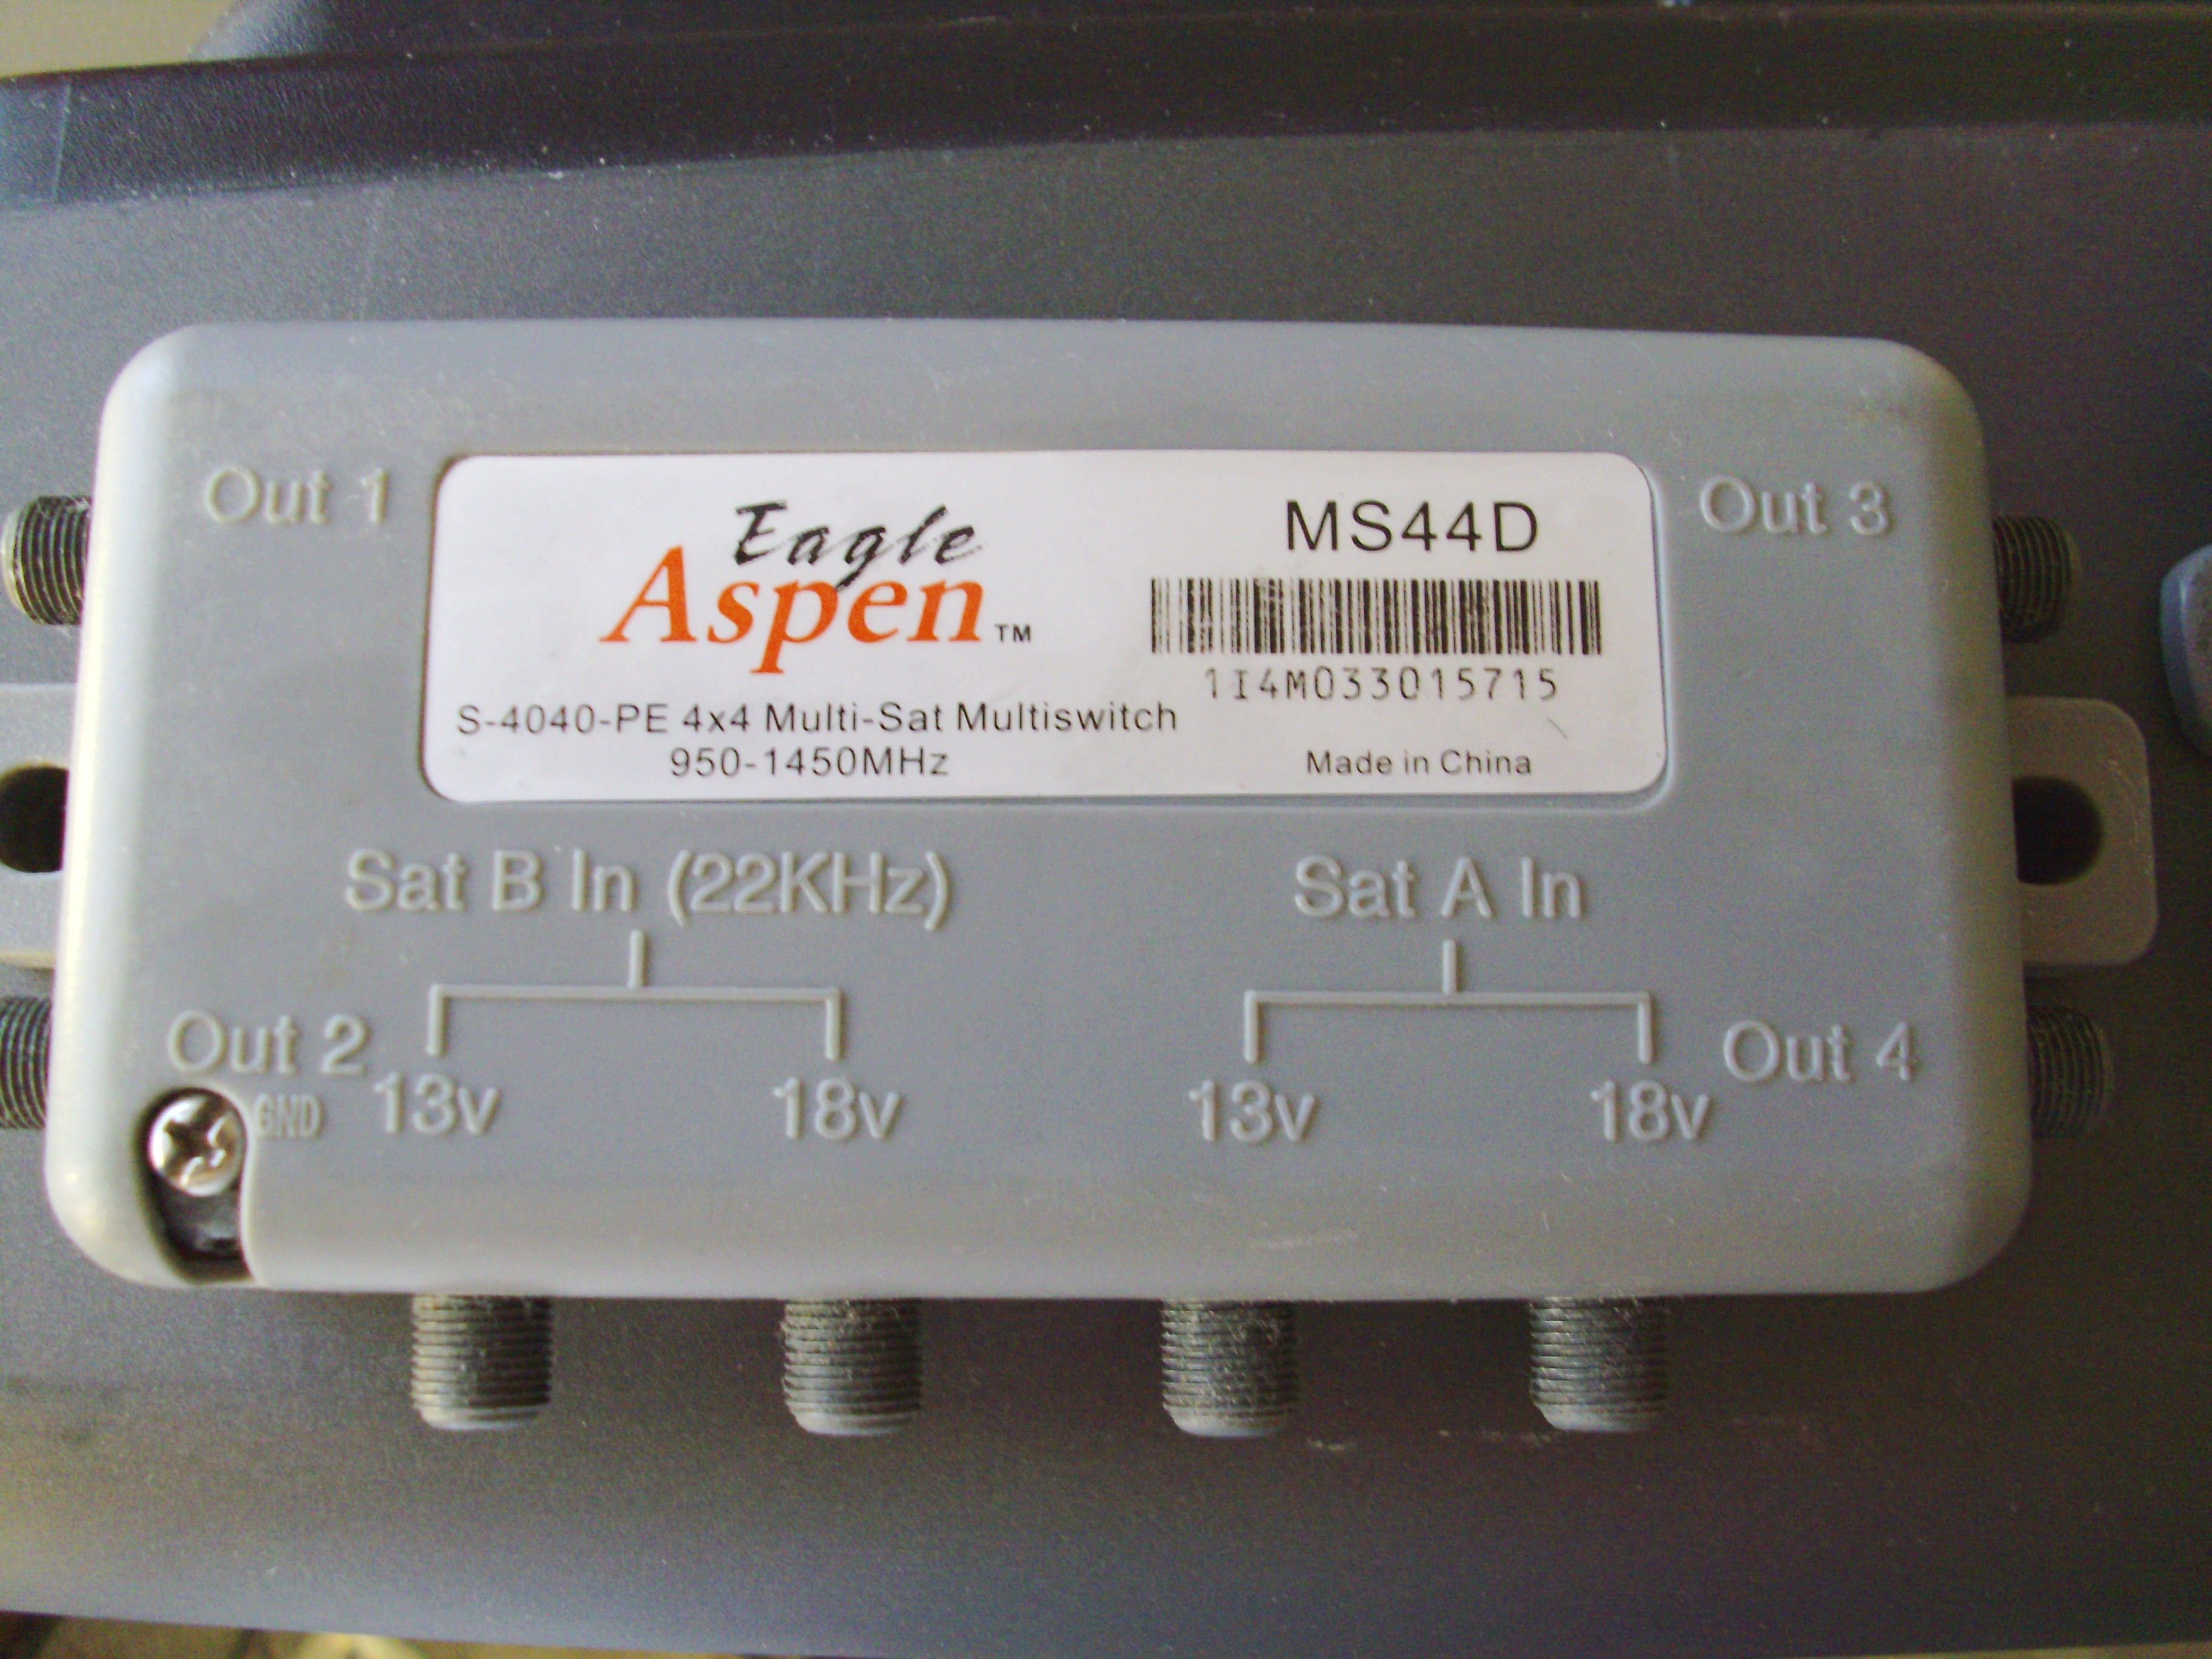 Out 1
Eagle
Aspen™
MS44D
1I4M033015715
S-4040-PE 4x4 Multi-Sat Multiswitch
950-1450MHz
Made in China
Out 3
Sat B In (22KHz)
Sat A In
Out 2
13v
18v
13v
18v
Out 4
GND